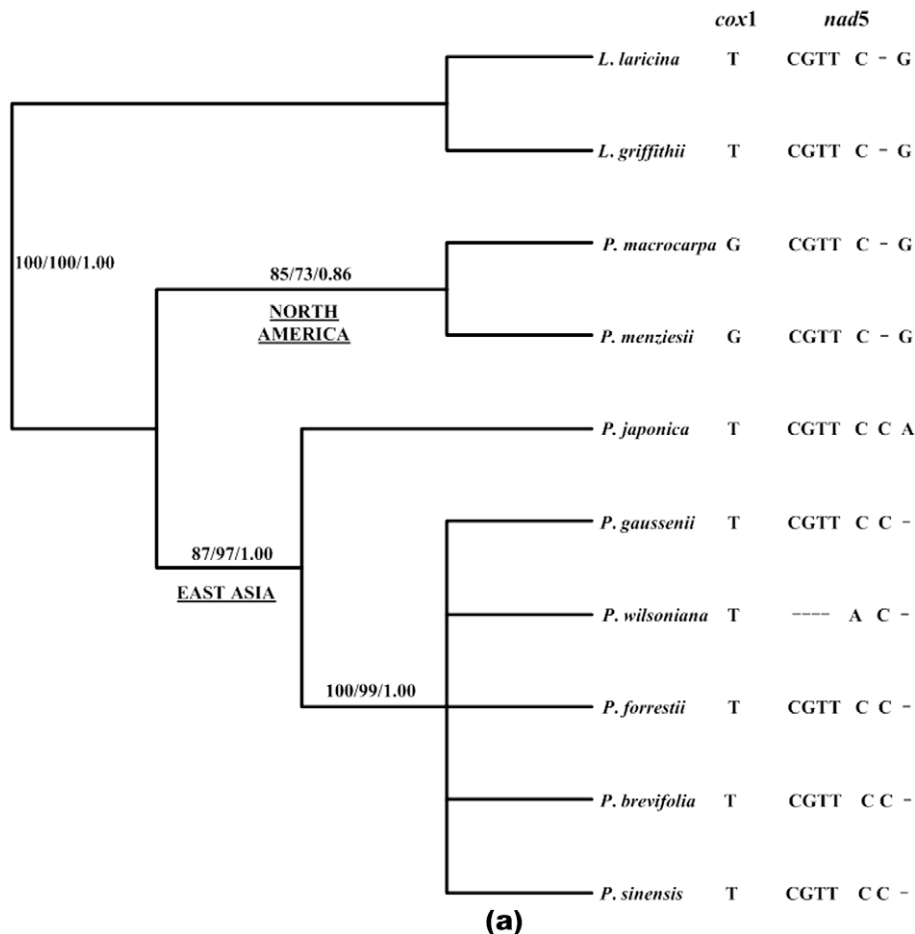 cox1 nad5
L. laricina T CGTT C - G
L. griffithii T CGTT C - G
100/100/1.00
P. macrocarpa G CGTT C - G
85/73/0.86
NORTH
AMERICA
P. menziesii G CGTT C - G
P. japonica T CGTT C C A
P. gaussenii T CGTT C C -
87/97/1.00
EAST ASIA
P. wilsoniana T ---- A C -
100/99/1.00
P. forrestii T CGTT C C -
P. brevifolia T CGTT C C -
P. sinensis T CGTT C C -
(a)